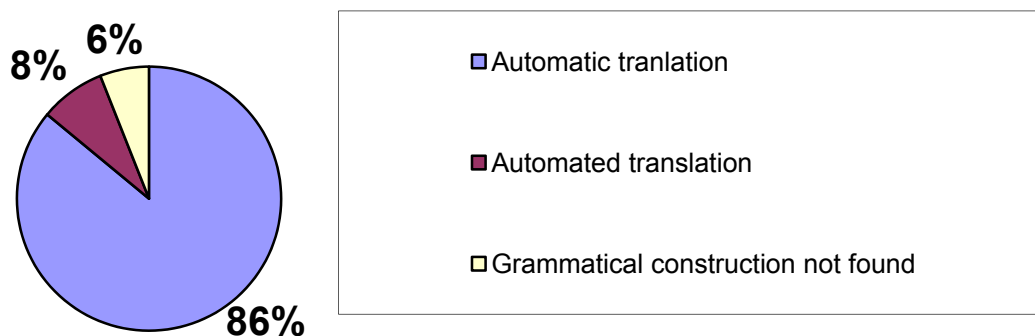 6%
8%
86%
Automatic tranlation
Automated translation
Grammatical construction not found